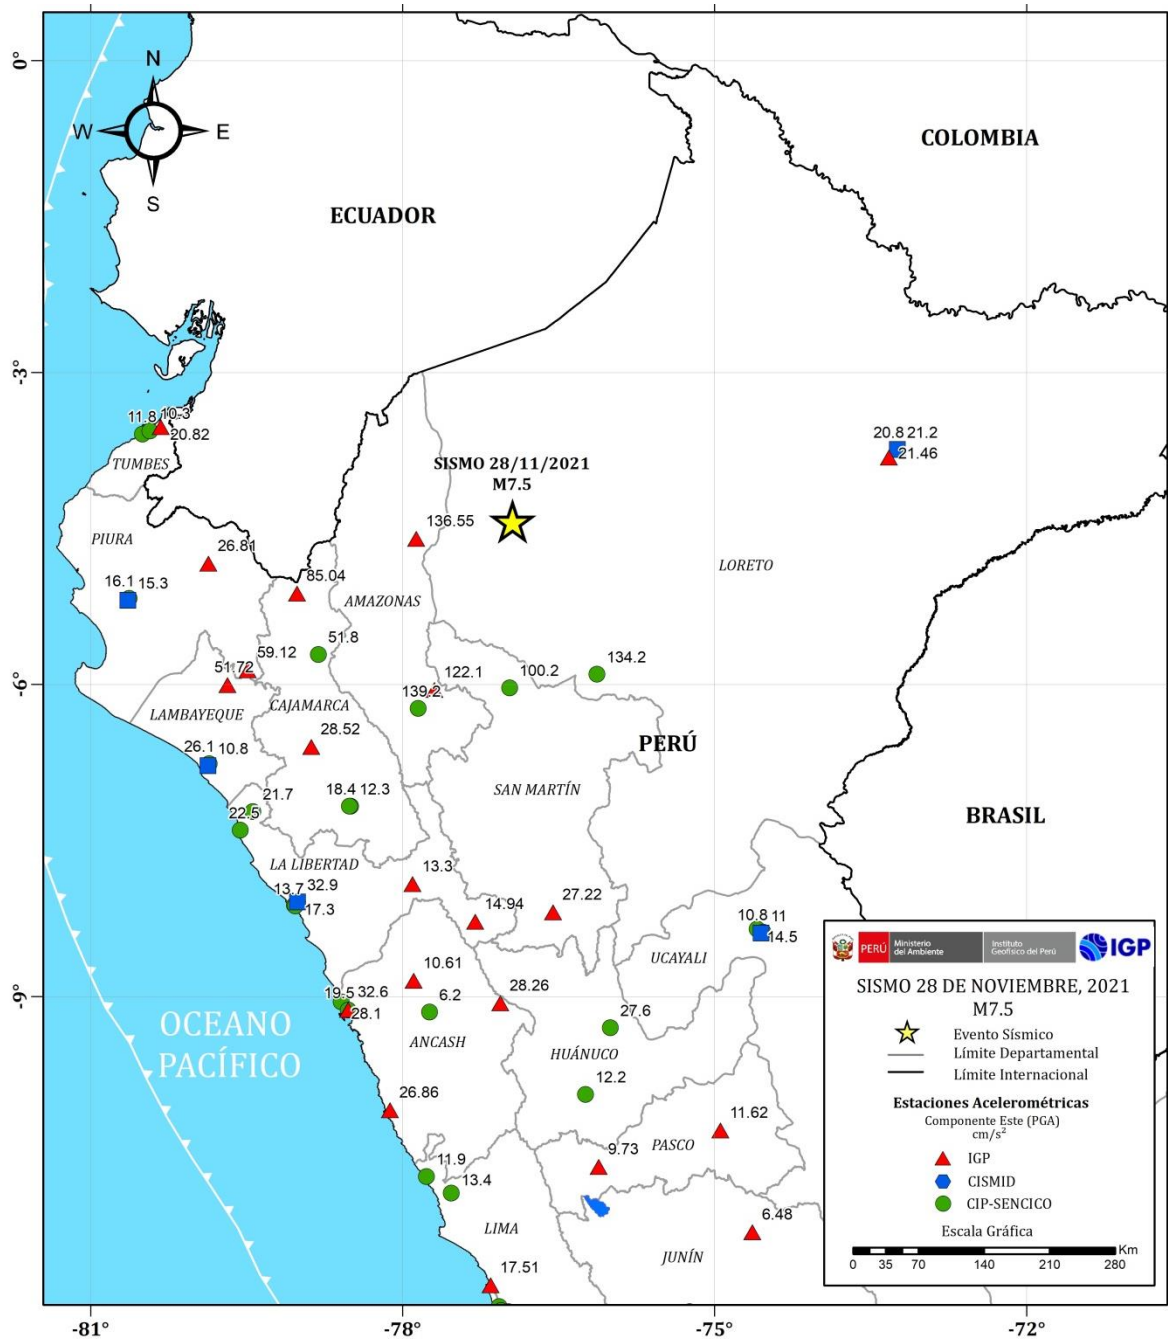 0°
N
W
E
S
COLOMBIA
ECUADOR
-3°
11.8 10.3
20.82
TUMBES
20.8 21.2
21.46
SISMO 28/11/2021
M7.5
136.55
PIURA
26.81
LORETO
16.1 15.3
85.04
AMAZONAS
51.8
59.12
51.72
134.2
122.1
100.2
139.2
-6°
CAJAMARCA
LAMBAYEQUE
28.52
PERÚ
26.1 10.8
18.4 12.3
SAN MARTÍN
21.7
22.5
BRASIL
LA LIBERTAD
13.3
13.7 32.9
17.3
14.94
27.22
10.8 11
14.5
UCAYALI
10.61
28.26
19.5 32.6
28.1
6.2
27.6
-9°
OCEANO
PACÍFICO
ANCASH
HUÁNUCO
12.2
26.86
11.62
PASCO
9.73
11.9
13.4
LIMA
6.48
JUNÍN
17.51
PERÚ
Ministerio
del Ambiente
Instituto
Geofísico del Perú
IGP
SISMO 28 DE NOVIEMBRE, 2021
M7.5
Evento Sísmico
Límite Departamental
Límite Internacional
Estaciones Acelerométricas
Componente Este (PGA)
cm/s²
IGP
CISMID
CIP-SENCICO
Escala Gráfica
Km
0 35 70 140 210 280
-81°
-78°
-75°
-72°